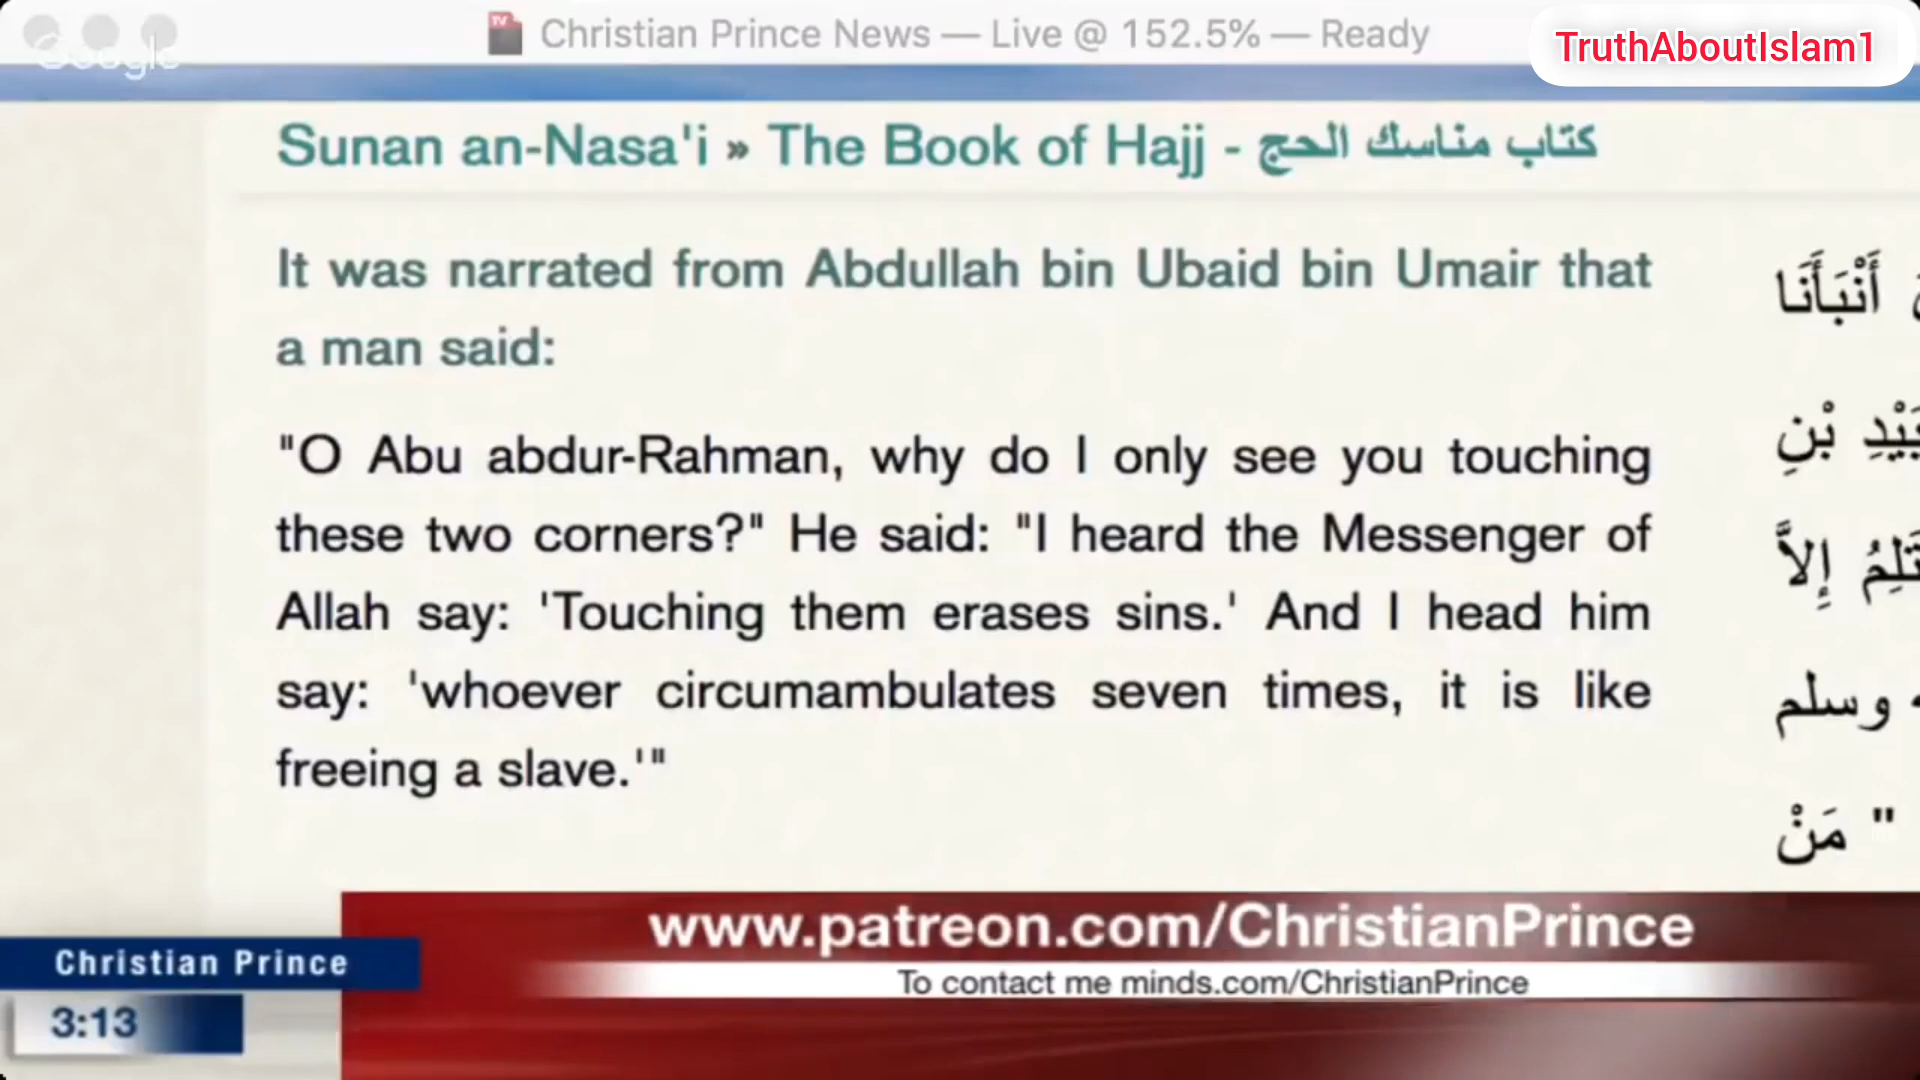 Christian Prince News — Live @ 152.5% — Ready
TruthAboutIslam1
Google
Sunan an-Nasa'i » The Book of Hajj - كتاب مناسك الحج
It was narrated from Abdullah bin Ubaid bin Umair that
a man said:
"O Abu abdur-Rahman, why do I only see you touching
these two corners?" He said: "I heard the Messenger of
Allah say: 'Touching them erases sins.' And I head him
say: 'whoever circumambulates seven times, it is like
freeing a slave.'"
أَنْبَأَنَا
بْنِ
إِلاَّ
وسلم
" مَنْ
www.patreon.com/ChristianPrince
To contact me minds.com/ChristianPrince
Christian Prince
3:13